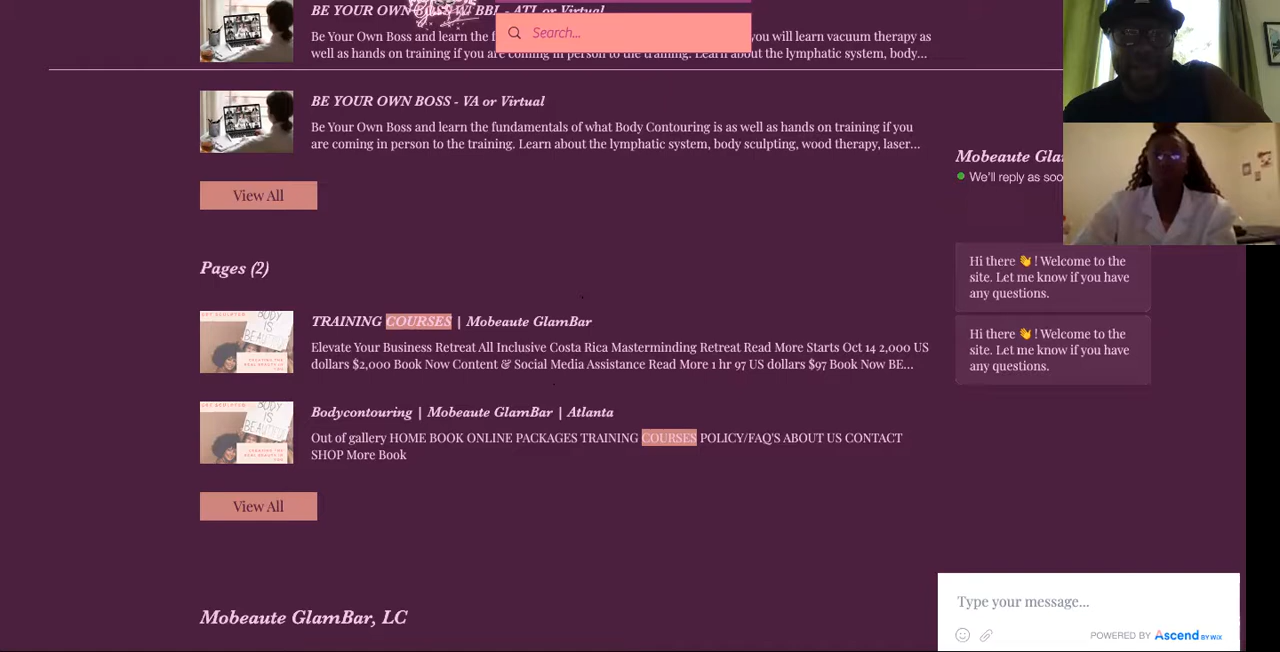 BE YOUR OWN BOSS W/ BBL - ATL or Virtual
Search...
Be Your Own Boss and learn the you will learn vacuum therapy as
well as hands on training if you are coming in person to the training. Learn about the lymphatic system, body...
BE YOUR OWN BOSS - VA or Virtual
Be Your Own Boss and learn the fundamentals of what Body Contouring is as well as hands on training if you
are coming in person to the training. Learn about the lymphatic system, body sculpting, wood therapy, laser...
View All
Pages (2)
TRAINING COURSES | Mobeaute GlamBar
Elevate Your Business Retreat All Inclusive Costa Rica Masterminding Retreat Read More Starts Oct 14 2,000 US
dollars $2,000 Book Now Content & Social Media Assistance Read More 1 hr 97 US dollars $97 Book Now BE...
Bodycontouring | Mobeaute GlamBar | Atlanta
Out of gallery HOME BOOK ONLINE PACKAGES TRAINING COURSES POLICY/FAQ'S ABOUT US CONTACT
SHOP More Book
View All
Mobeaute GlamBar, LC
Mobeaute Gla
We'll reply as soo
Hi there 👋! Welcome to the
site. Let me know if you have
any questions.
Hi there 👋! Welcome to the
site. Let me know if you have
any questions.
Type your message...
POWERED BY Ascend BY WIX